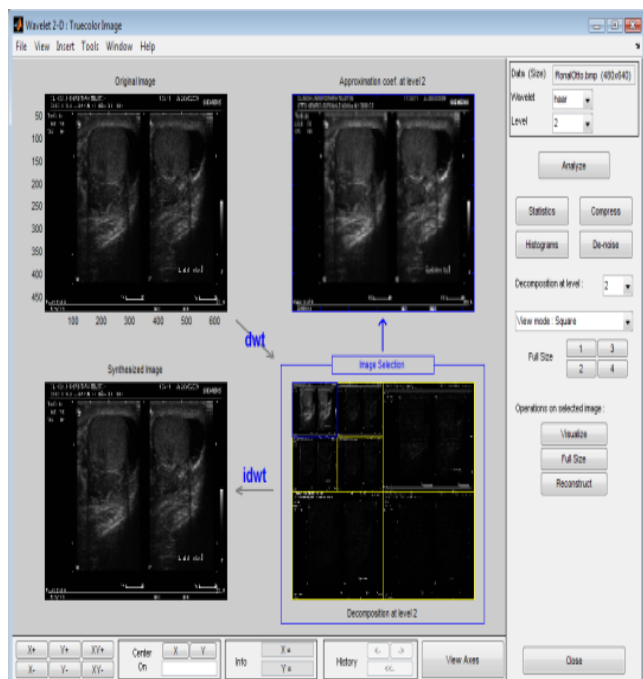 Wavelet 2-D : Truecolor Image
File View Insert Tools Window Help
Original Image
Approximation coef. at level 2
SIEMENS
50
100
150
200
250
300
350
400
450
100 200 300 400 500 600
dwt
Synthesized Image
Image Selection
idwt
Decomposition at level 2
Data (Size) (480x640)
Wavelet haar
Level 2
Analyze
Statistics Compress
Histograms De-noise
Decomposition at level : 2
View mode : Square
Full Size 1 3
2 4
Operations on selected image :
Visualize
Full Size
Reconstruct
X+ Y+ XY+
X- Y- XY-
Center On X Y
Info X =
Y =
History <- ->
<<-
View Axes
Close